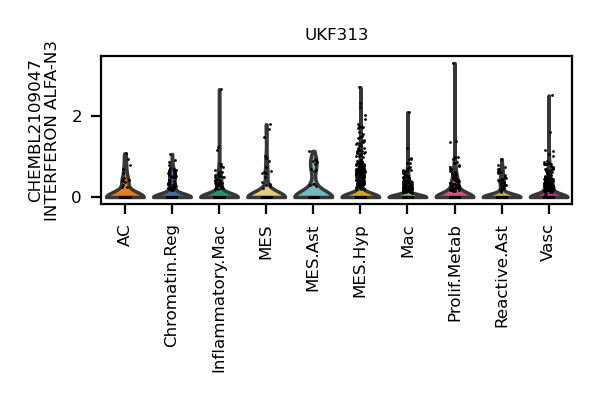 UKF313
CHEMBL2109047
INTERFERON ALFA-N3
2
0
AC
Chromatin.Reg
Inflammatory.Mac
MES
MES.Ast
MES.Hyp
Mac
Prolif.Metab
Reactive.Ast
Vasc